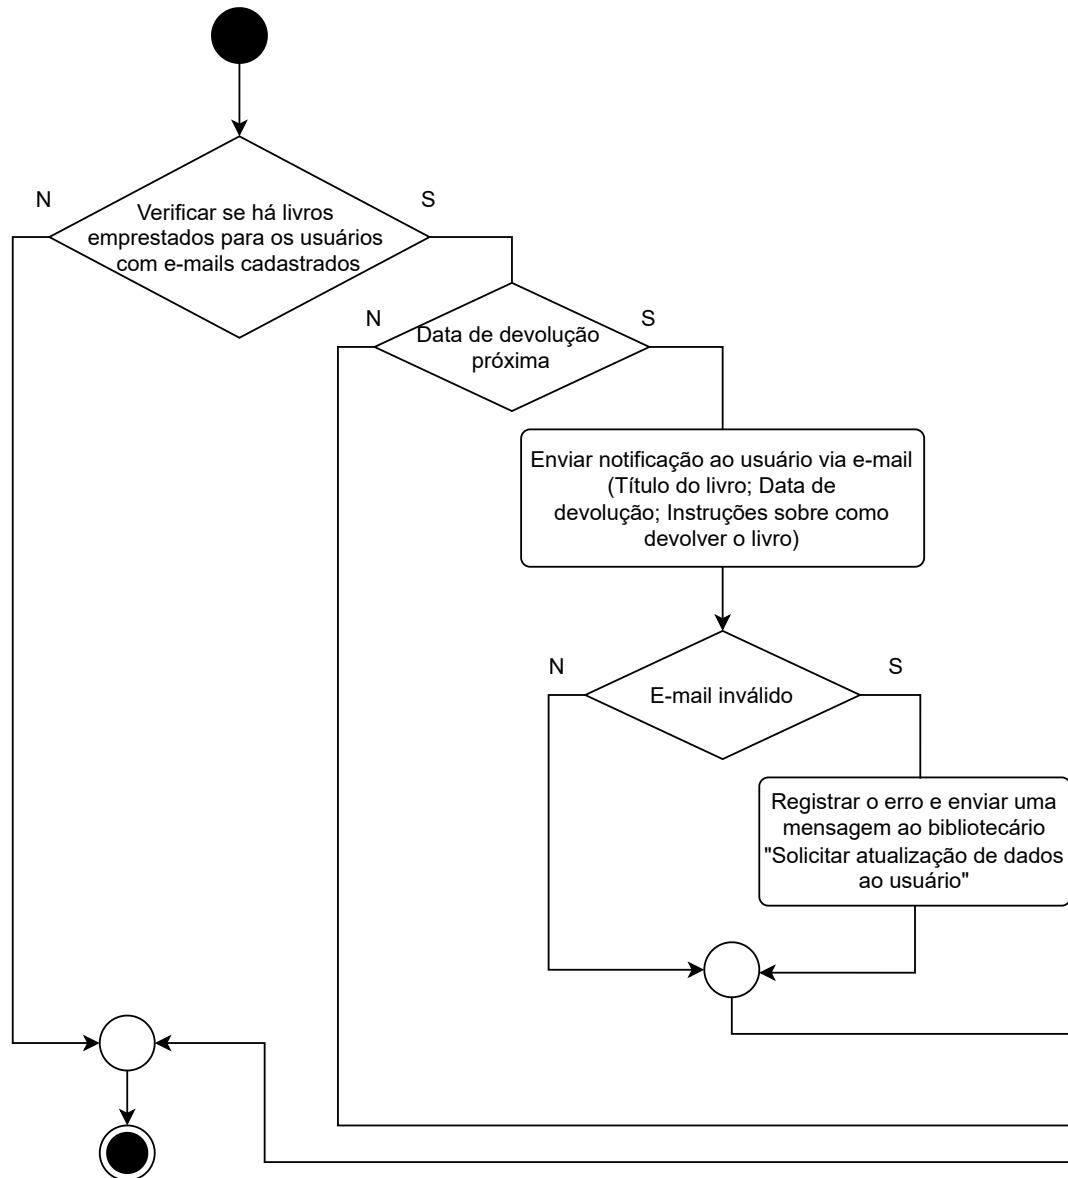 N
S
Verificar se há livros
emprestados para os usuários
com e-mails cadastrados
N
S
Data de devolução
próxima
Enviar notificação ao usuário via e-mail
(Título do livro; Data de
devolução; Instruções sobre como
devolver o livro)
N
S
E-mail inválido
Registrar o erro e enviar uma
mensagem ao bibliotecário
"Solicitar atualização de dados
ao usuário"